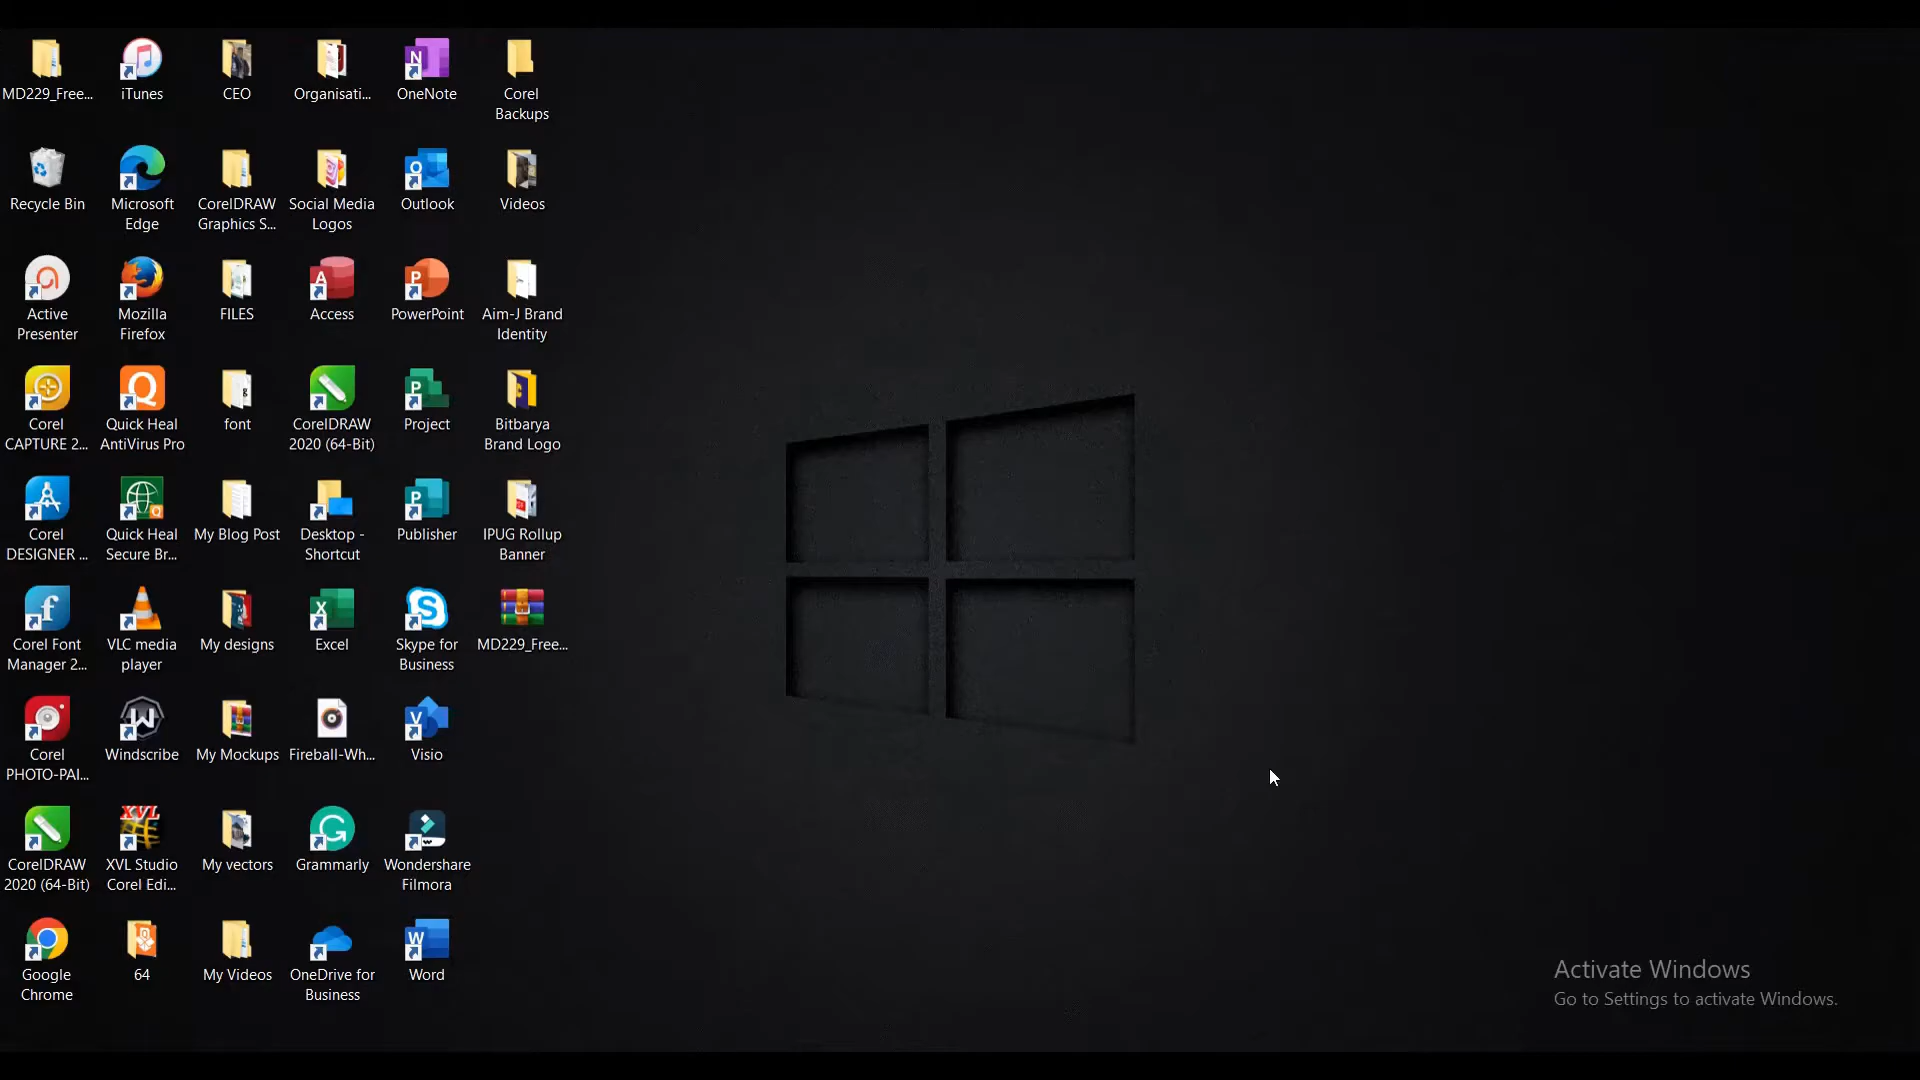 MD229_Free...
iTunes
CEO
Organisati...
OneNote
Corel
Backups
Recycle Bin
Microsoft
Edge
CorelDRAW
Graphics S...
Social Media
Logos
Outlook
Videos
Active
Presenter
Mozilla
Firefox
FILES
Access
PowerPoint
Aim-J Brand
Identity
Corel
CAPTURE 2...
Quick Heal
AntiVirus Pro
font
CorelDRAW
2020 (64-Bit)
Project
Bitbarya
Brand Logo
Corel
DESIGNER ...
Quick Heal
Secure Br...
My Blog Post
Desktop -
Shortcut
Publisher
IPUG Rollup
Banner
Corel Font
Manager 2...
VLC media
player
My designs
Excel
Skype for
Business
MD229_Free...
Corel
PHOTO-PAI...
Windscribe
My Mockups
Fireball-Wh...
Visio
CorelDRAW
2020 (64-Bit)
XVL Studio
Corel Edi...
My vectors
Grammarly
Wondershare
Filmora
Google
Chrome
64
My Videos
OneDrive for
Business
Word
Activate Windows
Go to Settings to activate Windows.